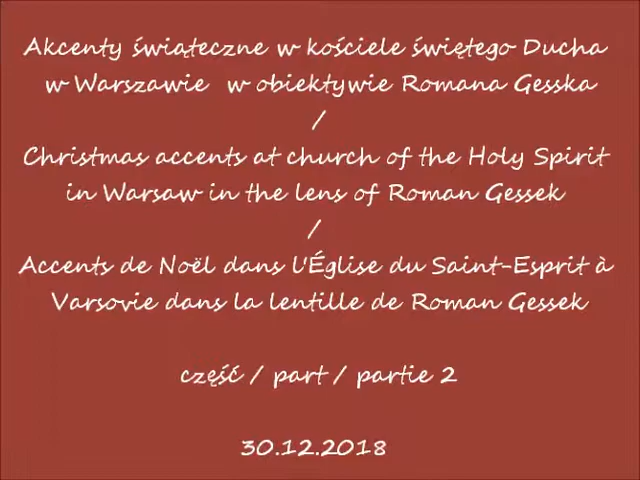 Akcenty świąteczne w kościele świętego Ducha
w Warszawie w obiektywie Romana Gesska
/
Christmas accents at church of the Holy Spirit
in Warsaw in the lens of Roman Gessek
/
Accents de Noël dans l'Église du Saint-Esprit à
Varsovie dans la lentille de Roman Gessek
część / part / partie 2
30.12.2018